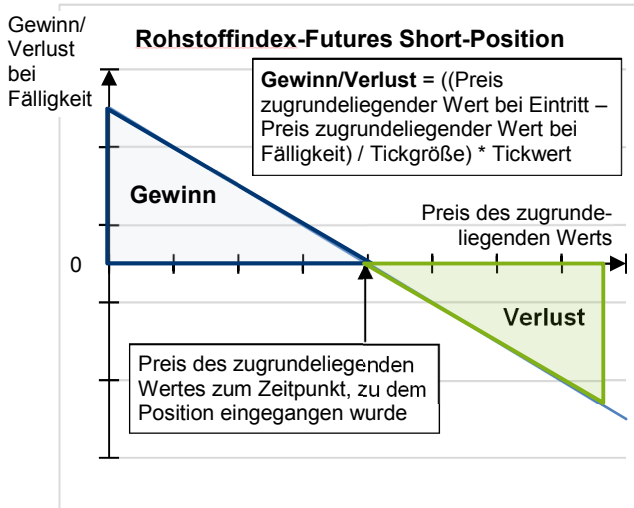 Gewinn/
Verlust
bei
Fälligkeit
Rohstoffindex-Futures Short-Position
Gewinn/Verlust = ((Preis
zugrundeliegender Wert bei Eintritt –
Preis zugrundeliegender Wert bei
Fälligkeit) / Tickgröße) * Tickwert
Gewinn
Preis des zugrunde-
liegenden Werts
0
Verlust
Preis des zugrundeliegenden
Wertes zum Zeitpunkt, zu dem
Position eingegangen wurde